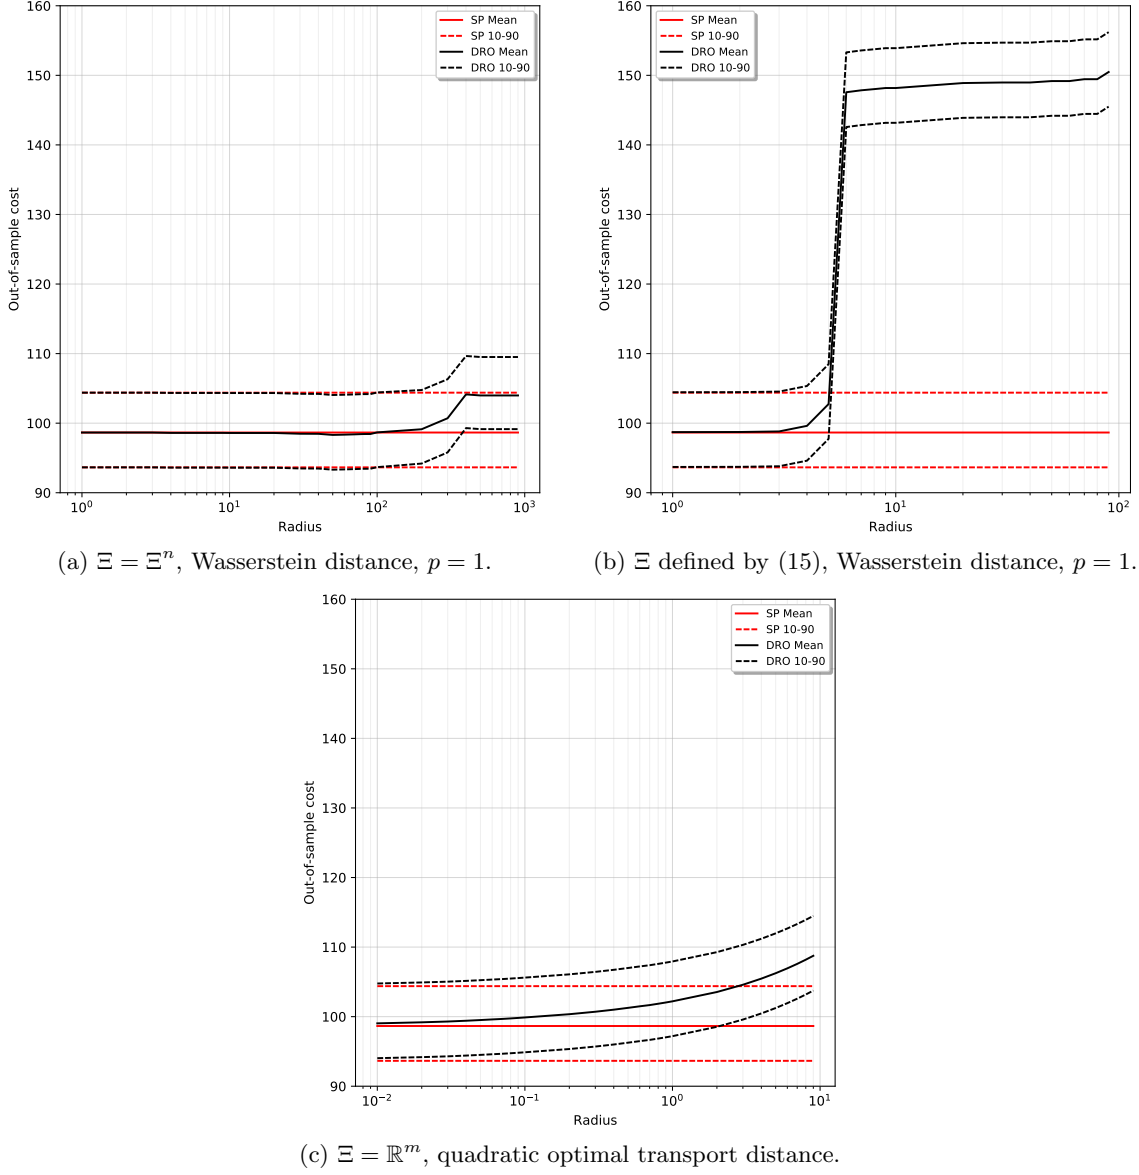 160
150
140
130
120
110
100
90
Out-of-sample cost
SP Mean
SP 10-90
DRO Mean
DRO 10-90
10^0
10^1
10^2
10^3
Radius
(a) Ξ = Ξ^n, Wasserstein distance, p = 1.
160
150
140
130
120
110
100
90
Out-of-sample cost
SP Mean
SP 10-90
DRO Mean
DRO 10-90
10^0
10^1
10^2
Radius
(b) Ξ defined by (15), Wasserstein distance, p = 1.
160
150
140
130
120
110
100
90
Out-of-sample cost
SP Mean
SP 10-90
DRO Mean
DRO 10-90
10^−2
10^−1
10^0
10^1
Radius
(c) Ξ = ℝ^m, quadratic optimal transport distance.